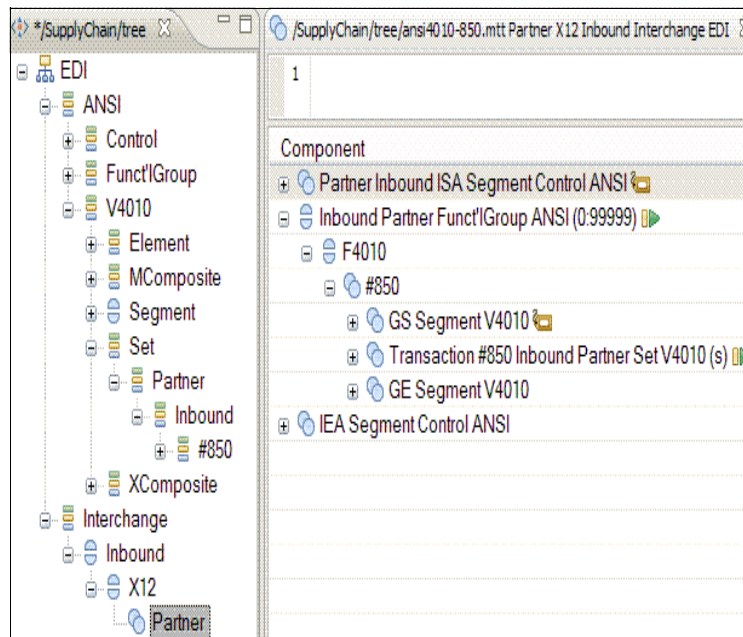 */SupplyChain/tree
EDI
ANSI
Control
Funct'lGroup
V4010
Element
MComposite
Segment
Set
Partner
Inbound
#850
XComposite
Interchange
Inbound
X12
Partner
/SupplyChain/tree/ansi4010-850.mtt Partner X12 Inbound Interchange EDI
1
Component
Partner Inbound ISA Segment Control ANSI
Inbound Partner Funct'lGroup ANSI (0:99999)
F4010
#850
GS Segment V4010
Transaction #850 Inbound Partner Set V4010 (s)
GE Segment V4010
IEA Segment Control ANSI